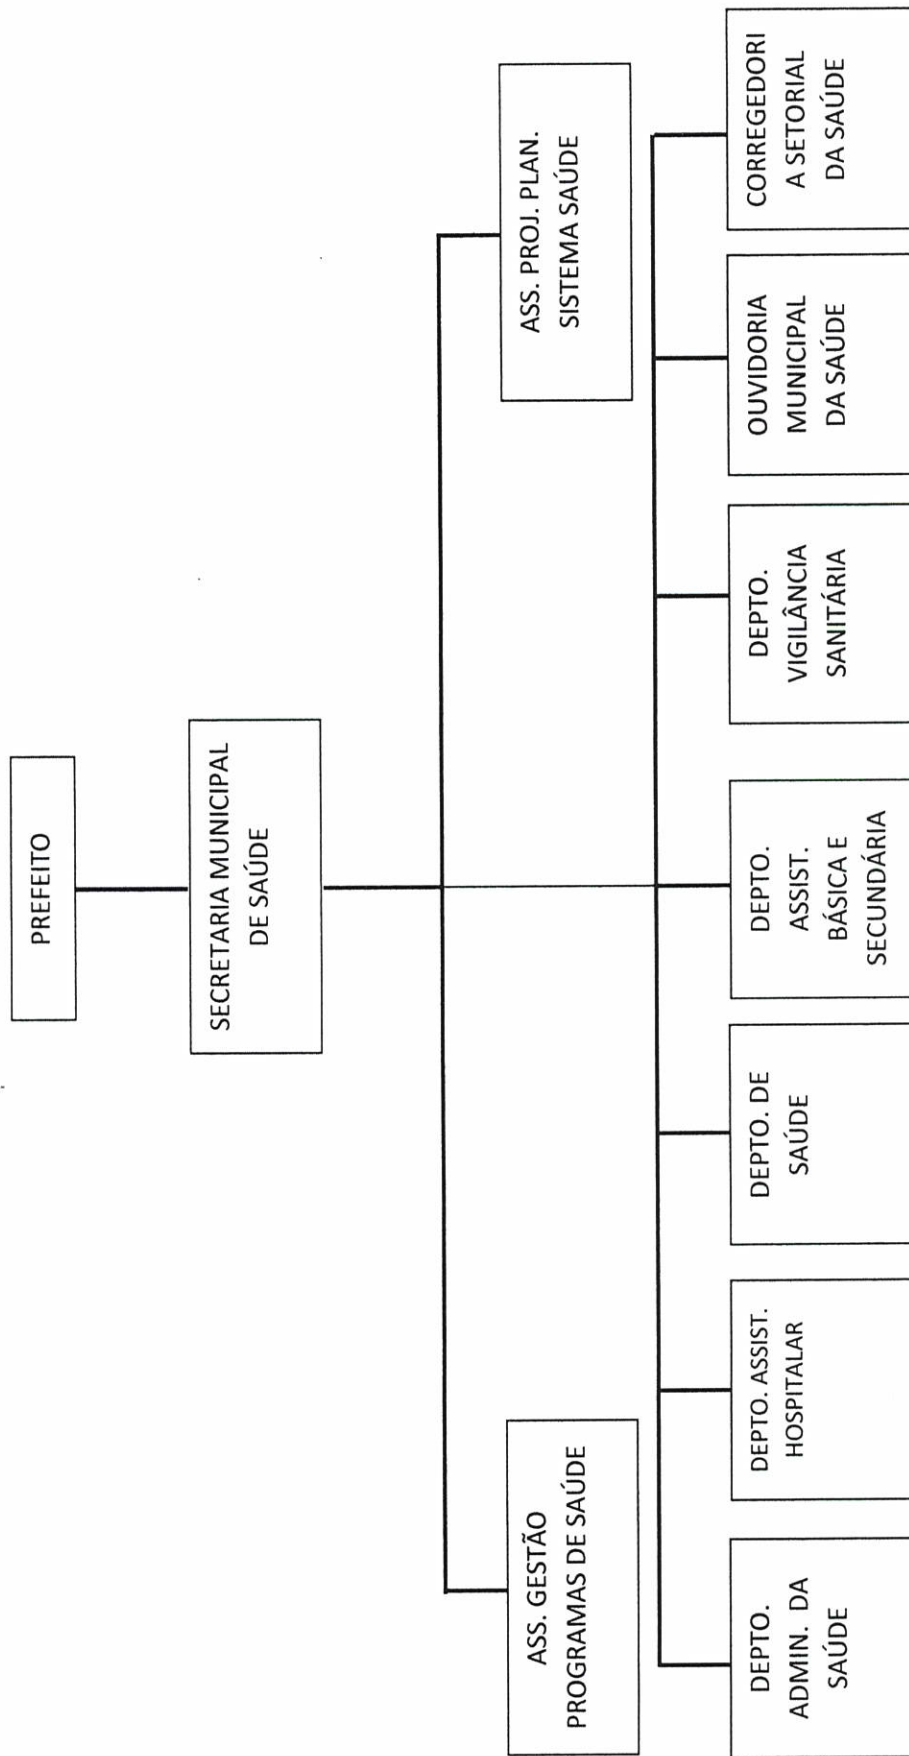 PREFEITO
SECRETARIA MUNICIPAL
DE SAÚDE
ASS. GESTÃO
PROGRAMAS DE SAÚDE
ASS. PROJ. PLAN.
SISTEMA SAÚDE
DEPTO.
ADMIN. DA
SAÚDE
DEPTO. ASSIST.
HOSPITALAR
DEPTO. DE
SAÚDE
DEPTO.
ASSIST.
BÁSICA E
SECUNDÁRIA
DEPTO.
VIGILÂNCIA
SANITÁRIA
OUVIDORIA
MUNICIPAL
DA SAÚDE
CORREGEDORI
A SETORIAL
DA SAÚDE